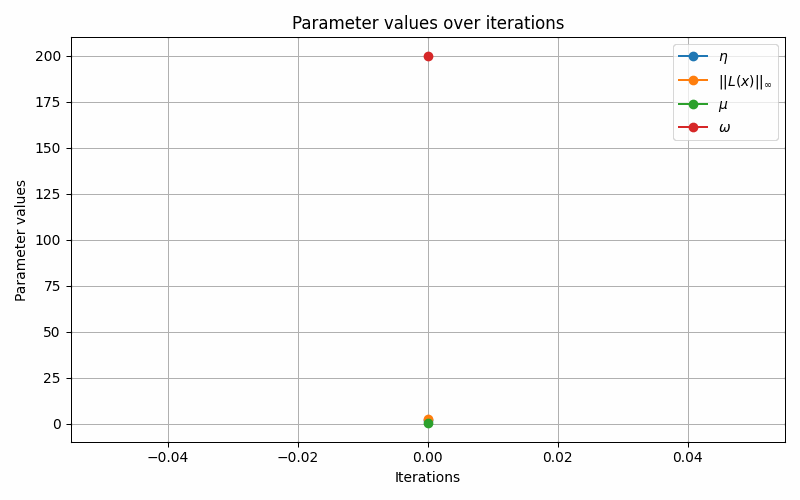 Parameter values over iterations
η
||L(x)||∞
μ
ω
200
175
150
125
100
75
50
25
0
Parameter values
−0.04
−0.02
0.00
0.02
0.04
Iterations